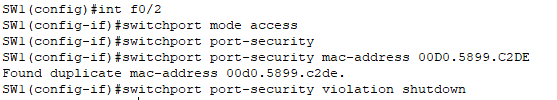 SW1(config)#int f0/2
SW1(config-if)#switchport mode access
SW1(config-if)#switchport port-security
SW1(config-if)#switchport port-security mac-address 00D0.5899.C2DE
Found duplicate mac-address 00d0.5899.c2de.
SW1(config-if)#switchport port-security violation shutdown